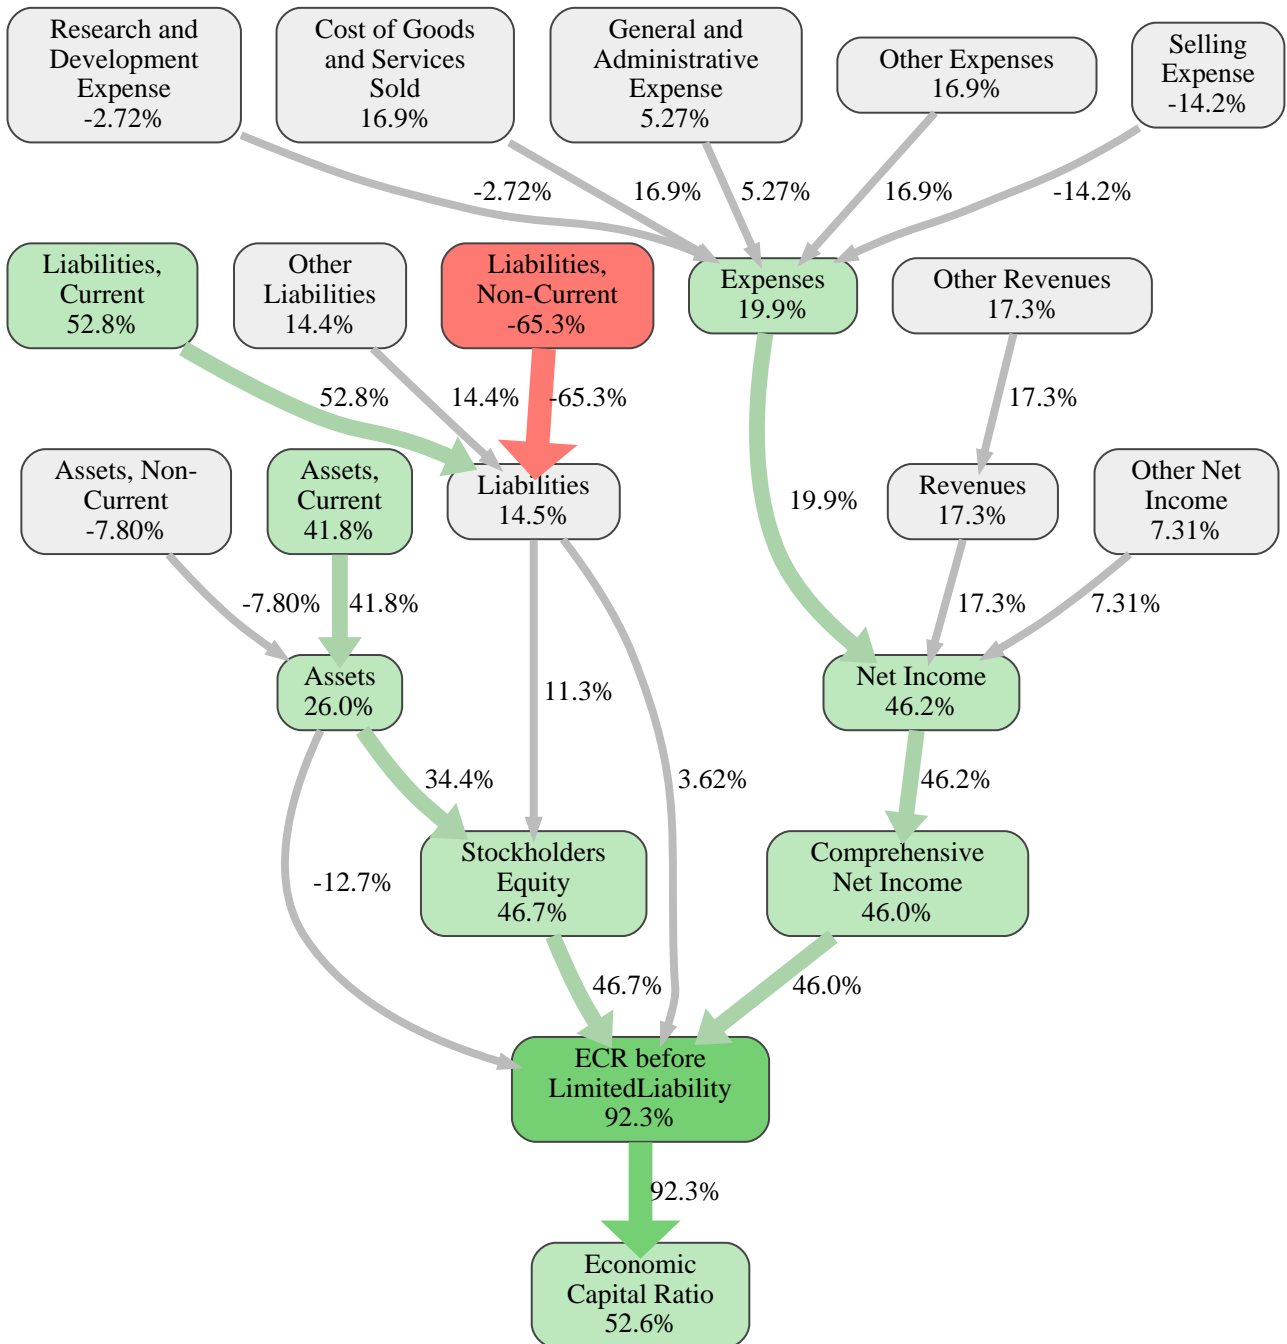 Research and
Development
Expense
-2.72%
Cost of Goods
and Services
Sold
16.9%
General and
Administrative
Expense
5.27%
Other Expenses
16.9%
Selling
Expense
-14.2%
-2.72%
16.9%
5.27%
16.9%
-14.2%
Liabilities,
Current
52.8%
Other
Liabilities
14.4%
Liabilities,
Non-Current
-65.3%
Expenses
19.9%
Other Revenues
17.3%
52.8%
14.4%
-65.3%
17.3%
Assets, Non-
Current
-7.80%
Assets,
Current
41.8%
Liabilities
14.5%
19.9%
Revenues
17.3%
Other Net
Income
7.31%
-7.80%
41.8%
17.3%
7.31%
Assets
26.0%
11.3%
Net Income
46.2%
34.4%
3.62%
46.2%
-12.7%
Stockholders
Equity
46.7%
Comprehensive
Net Income
46.0%
46.7%
46.0%
ECR before
LimitedLiability
92.3%
92.3%
Economic
Capital Ratio
52.6%